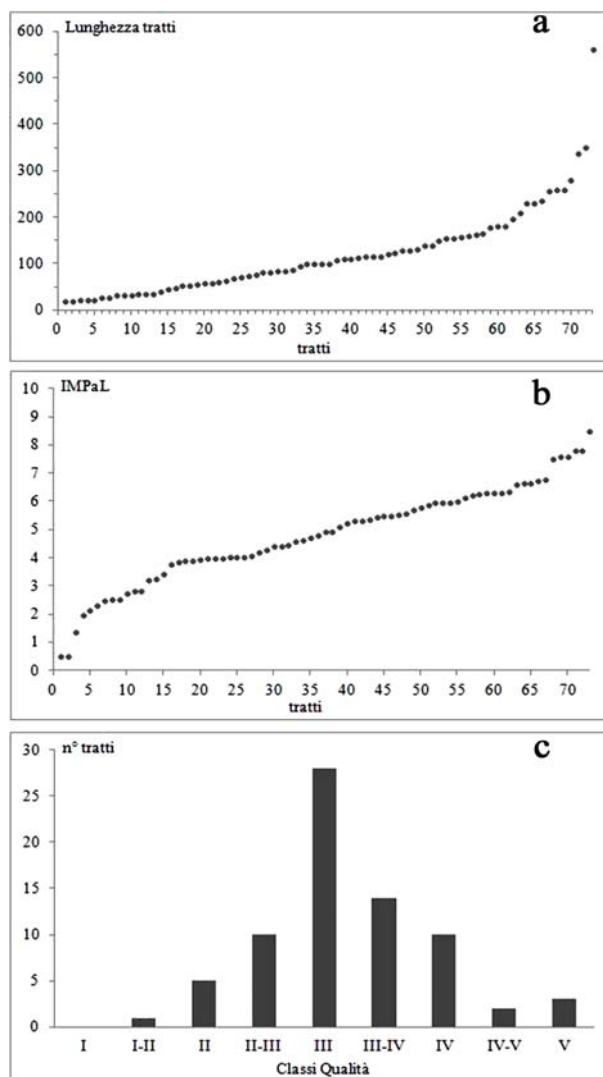 Lunghezza tratti
a
600
500
400
300
200
100
0
0 5 10 15 20 25 30 35 40 45 50 55 60 65 70
tratti
IMPaL
b
10
9
8
7
6
5
4
3
2
1
0
0 5 10 15 20 25 30 35 40 45 50 55 60 65 70
tratti
n° tratti
c
30
25
20
15
10
5
0
I I-II II II-III III III-IV IV IV-V V
Classi Qualità